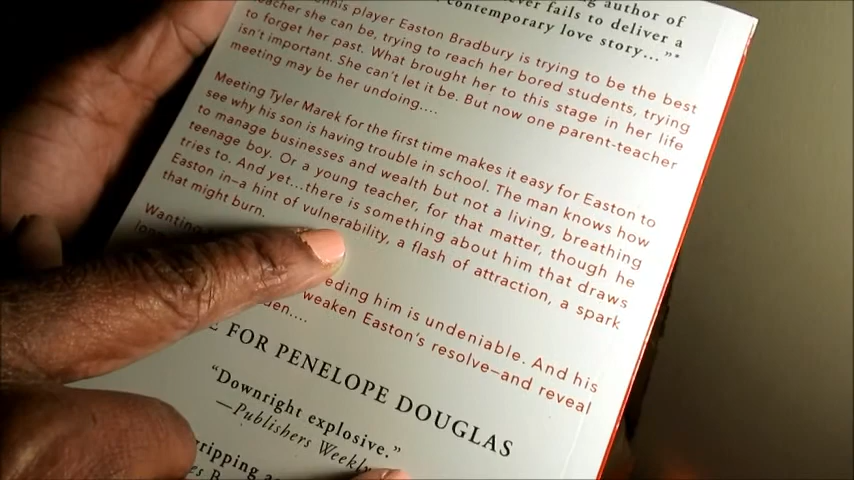 author of
never fails to deliver a
contemporary love story...”*
tennis player Easton Bradbury is trying to be the best
teacher she can be, trying to reach her bored students, trying
to forget her past. What brought her to this stage in her life
isn't important. She can't let it be. But now one parent-teacher
meeting may be her undoing....
Meeting Tyler Marek for the first time makes it easy for Easton to
see why his son is having trouble in school. The man knows how
to manage businesses and wealth but not a living, breathing
teenage boy. Or a young teacher, for that matter, though he
tries to. And yet...there is something about him that draws
Easton in—a hint of vulnerability, a flash of attraction, a spark
that might burn.
Wanting
eding him is undeniable. And his
weaken Easton's resolve—and reveal
den....
FOR PENELOPE DOUGLAS
“Downright explosive.”
—Publishers Weekly